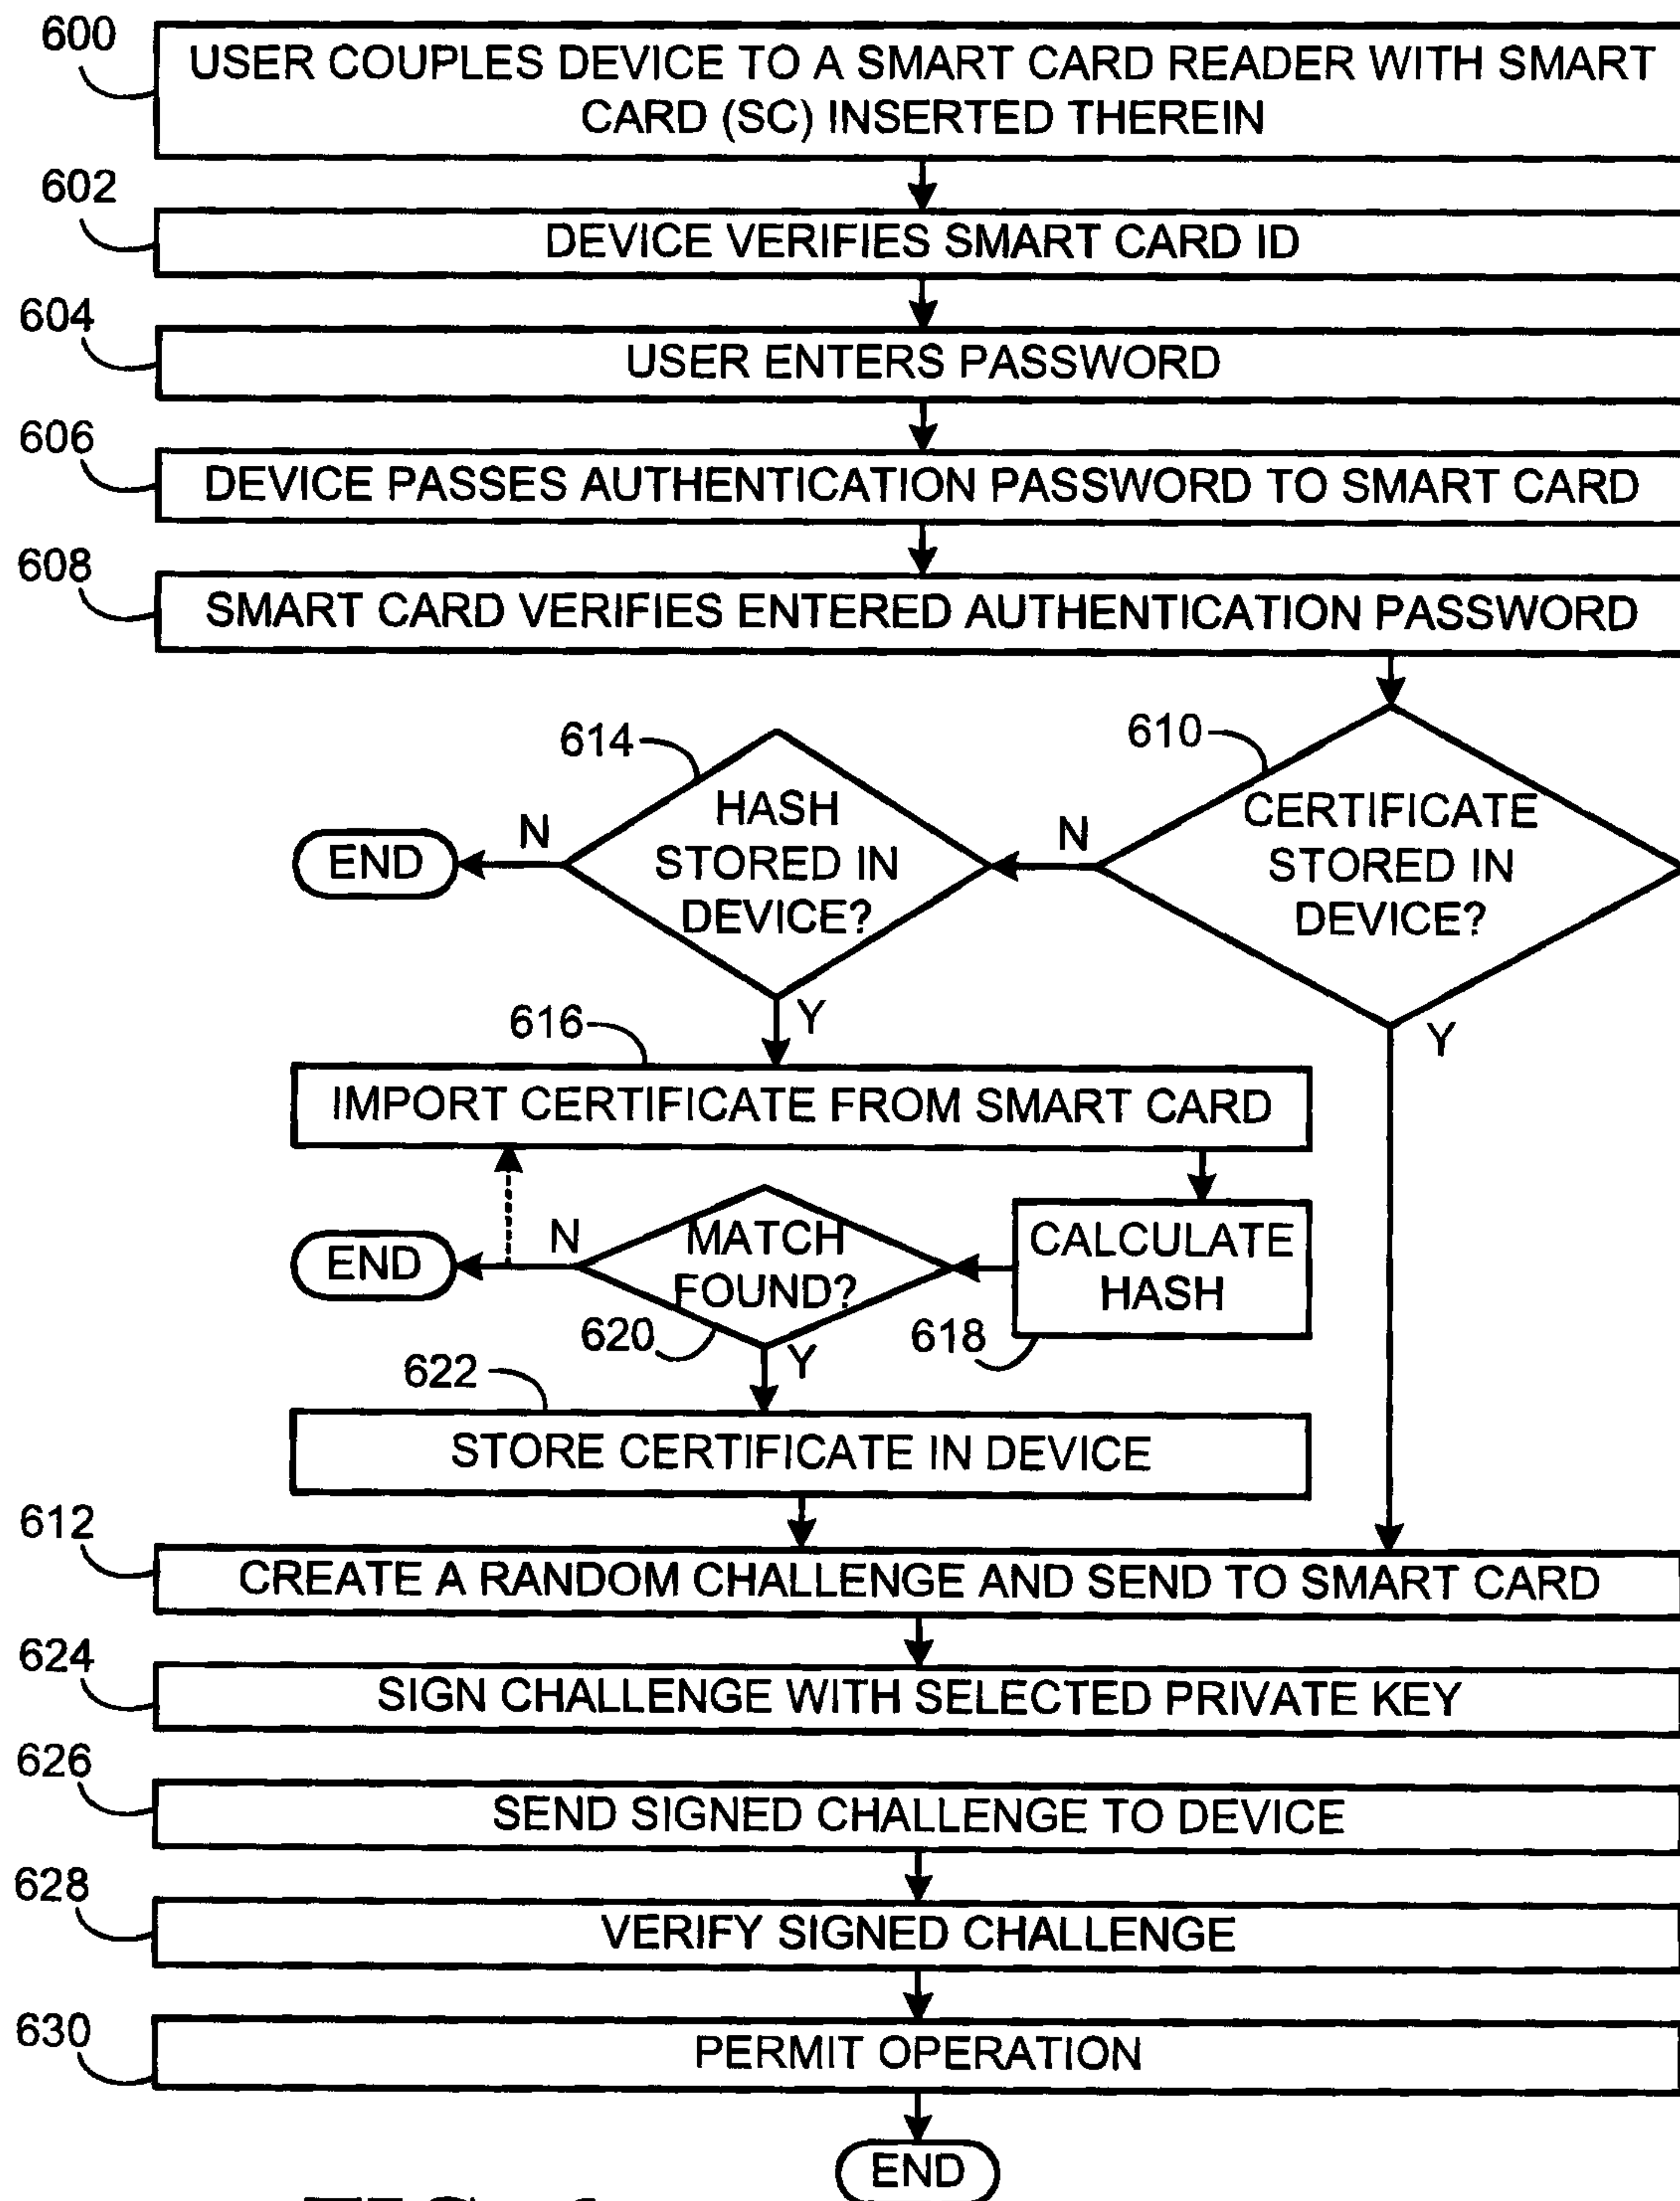 600
USER COUPLES DEVICE TO A SMART CARD READER WITH SMART
CARD (SC) INSERTED THEREIN
602
DEVICE VERIFIES SMART CARD ID
604
USER ENTERS PASSWORD
606
DEVICE PASSES AUTHENTICATION PASSWORD TO SMART CARD
608
SMART CARD VERIFIES ENTERED AUTHENTICATION PASSWORD
614
610
HASH
STORED IN
DEVICE?
CERTIFICATE
STORED IN
DEVICE?
N
N
END
Y
Y
616
IMPORT CERTIFICATE FROM SMART CARD
END
N
MATCH
FOUND?
CALCULATE
HASH
620
618
Y
622
STORE CERTIFICATE IN DEVICE
612
CREATE A RANDOM CHALLENGE AND SEND TO SMART CARD
624
SIGN CHALLENGE WITH SELECTED PRIVATE KEY
626
SEND SIGNED CHALLENGE TO DEVICE
628
VERIFY SIGNED CHALLENGE
630
PERMIT OPERATION
END